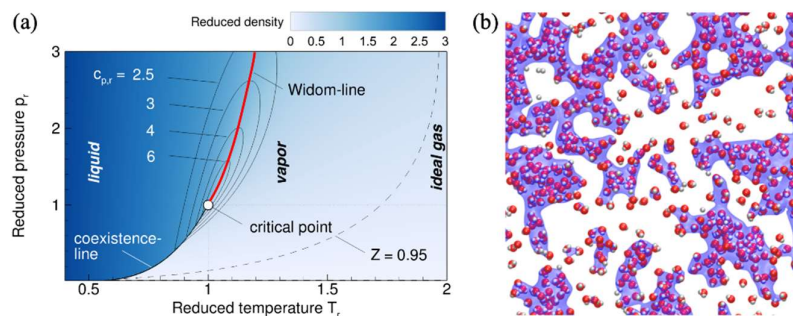 (a)
Reduced density
0 0.5 1 1.5 2 2.5 3
(b)
3
2
1
Reduced pressure p_r
c_p,r = 2.5
3
4
6
Widom-line
liquid
vapor
ideal gas
critical point
coexistence-
line
Z = 0.95
0.5 1 1.5 2
Reduced temperature T_r